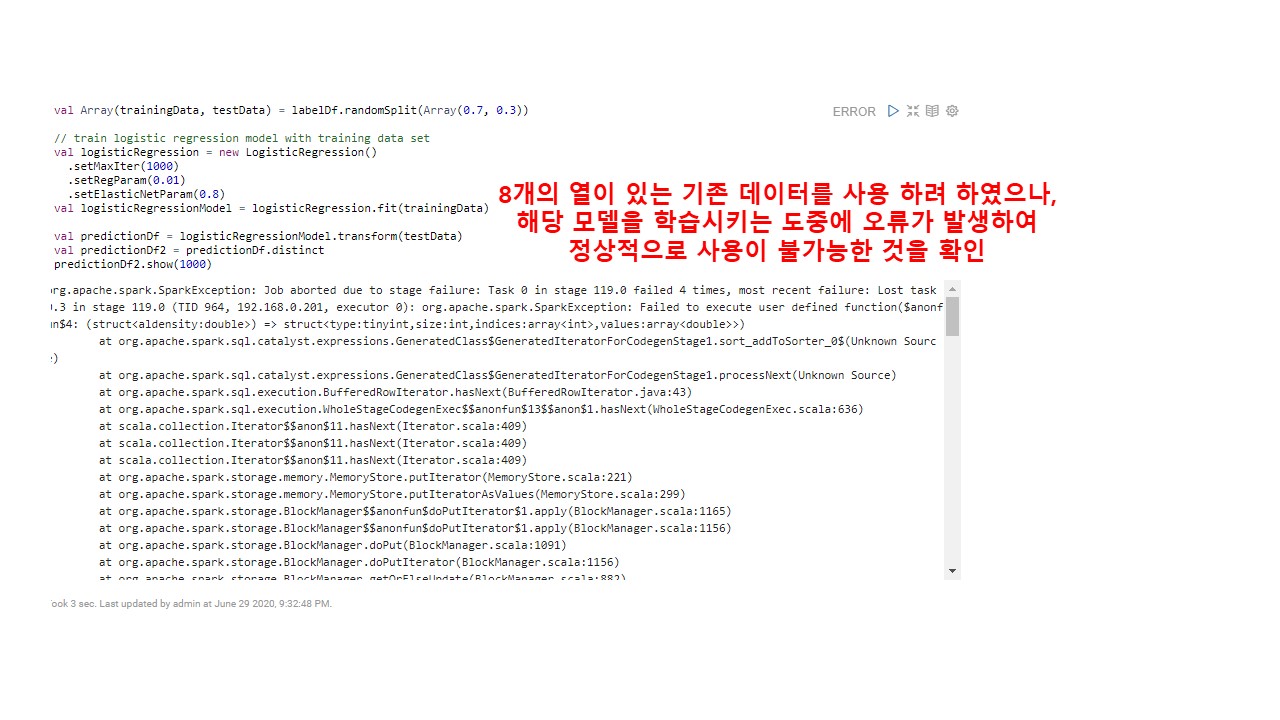 val Array(trainingData, testData) = labelDf.randomSplit(Array(0.7, 0.3))
ERROR
// train logistic regression model with training data set
val logisticRegression = new LogisticRegression()
.setMaxIter(1000)
.setRegParam(0.01)
.setElasticNetParam(0.8)
val logisticRegressionModel = logisticRegression.fit(trainingData)
8개의 열이 있는 기존 데이터를 사용 하려 하였으나,
해당 모델을 학습시키는 도중에 오류가 발생하여
정상적으로 사용이 불가능한 것을 확인
val predictionDf = logisticRegressionModel.transform(testData)
val predictionDf2 = predictionDf.distinct
predictionDf2.show(1000)
rg.apache.spark.SparkException: Job aborted due to stage failure: Task 0 in stage 119.0 failed 4 times, most recent failure: Lost task
.3 in stage 119.0 (TID 964, 192.168.0.201, executor 0): org.apache.spark.SparkException: Failed to execute user defined function($anonf
n$4: (struct<aldensity:double>) => struct<type:tinyint,size:int,indices:array<int>,values:array<double>>)
at org.apache.spark.sql.catalyst.expressions.GeneratedClass$GeneratedIteratorForCodegenStage1.sort_addToSorter_0$(Unknown Sourc
:)
at org.apache.spark.sql.catalyst.expressions.GeneratedClass$GeneratedIteratorForCodegenStage1.processNext(Unknown Source)
at org.apache.spark.sql.execution.BufferedRowIterator.hasNext(BufferedRowIterator.java:43)
at org.apache.spark.sql.execution.WholeStageCodegenExec$$anonfun$13$$anon$1.hasNext(WholeStageCodegenExec.scala:636)
at scala.collection.Iterator$$anon$11.hasNext(Iterator.scala:409)
at scala.collection.Iterator$$anon$11.hasNext(Iterator.scala:409)
at scala.collection.Iterator$$anon$11.hasNext(Iterator.scala:409)
at org.apache.spark.storage.memory.MemoryStore.putIterator(MemoryStore.scala:221)
at org.apache.spark.storage.memory.MemoryStore.putIteratorAsValues(MemoryStore.scala:299)
at org.apache.spark.storage.BlockManager$$anonfun$doPutIterator$1.apply(BlockManager.scala:1165)
at org.apache.spark.storage.BlockManager$$anonfun$doPutIterator$1.apply(BlockManager.scala:1156)
at org.apache.spark.storage.BlockManager.doPut(BlockManager.scala:1091)
at org.apache.spark.storage.BlockManager.doPutIterator(BlockManager.scala:1156)
at org.apache.spark.storage.BlockManager.getOrElseUpdate(BlockManager.scala:882)
ook 3 sec. Last updated by admin at June 29 2020, 9:32:48 PM.